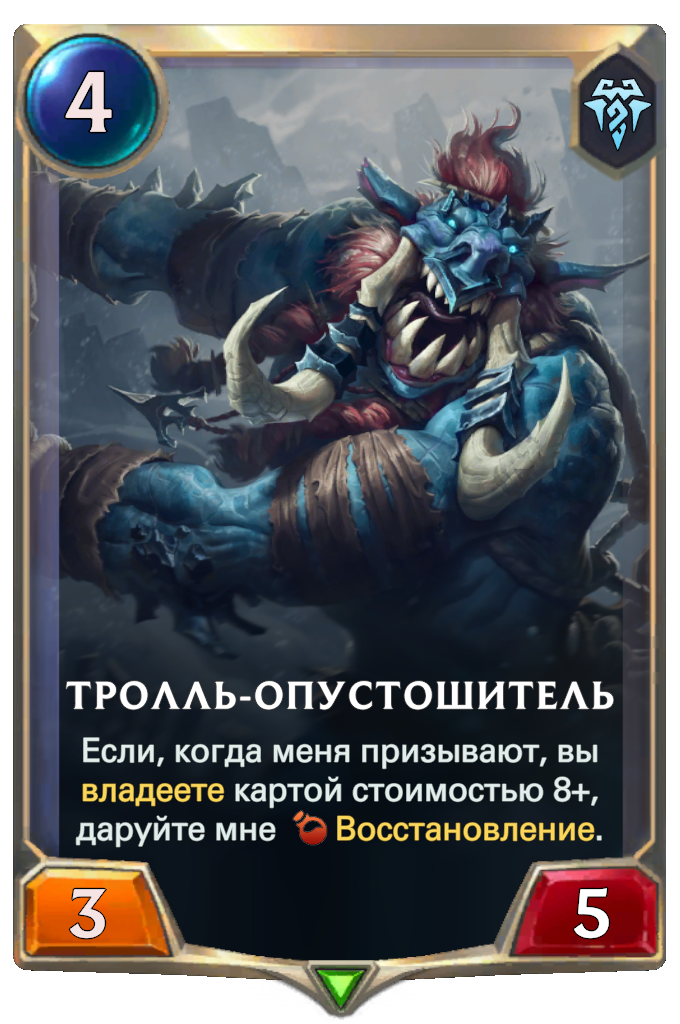 4
ТРОЛЛЬ-ОПУСТОШИТЕЛЬ
Если, когда меня призывают, вы
владеете картой стоимостью 8+,
даруйте мне Восстановление.
3
5